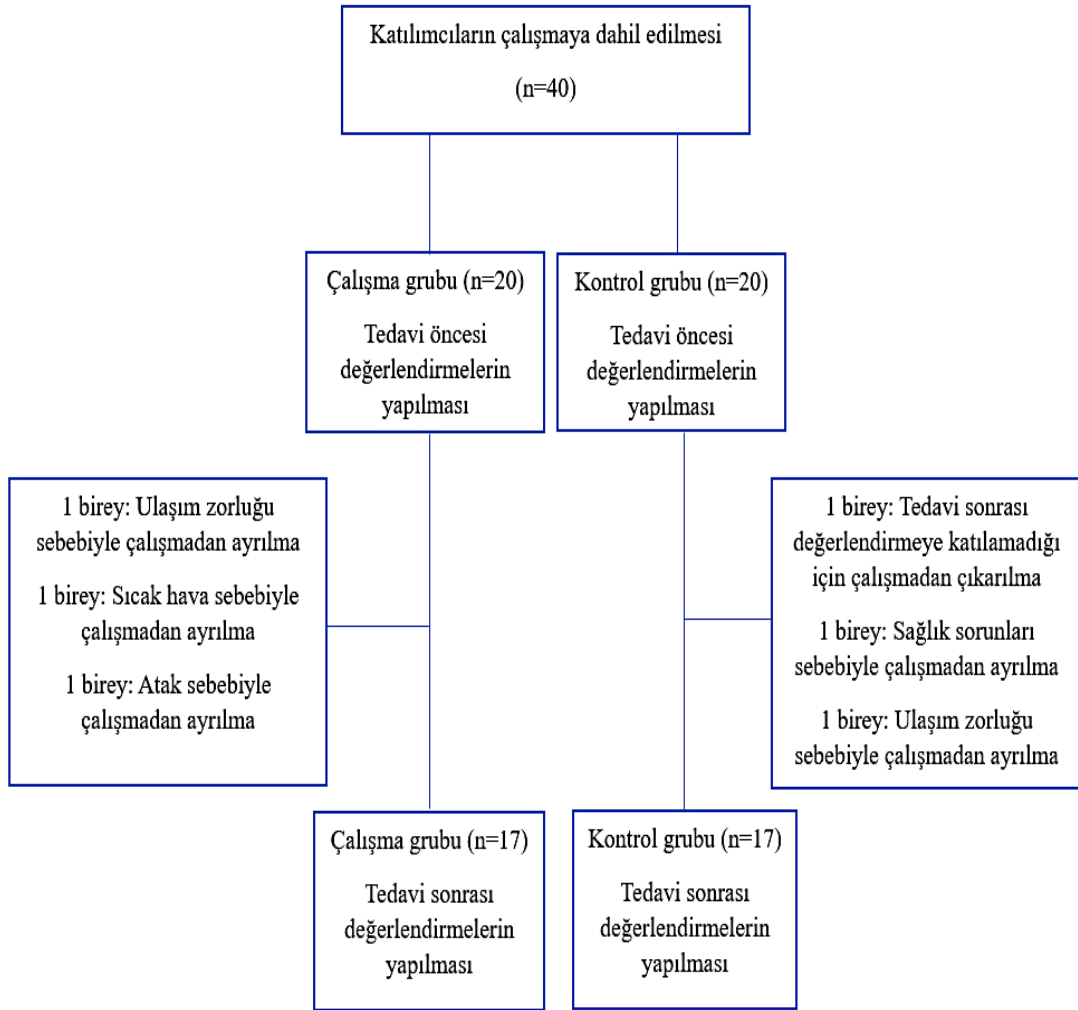 Katılımcıların çalışmaya dahil edilmesi
(n=40)
Çalışma grubu (n=20)
Tedavi öncesi
değerlendirmelerin
yapılması
Kontrol grubu (n=20)
Tedavi öncesi
değerlendirmelerin
yapılması
1 birey: Ulaşım zorluğu
sebebiyle çalışmadan ayrılma
1 birey: Sıcak hava sebebiyle
çalışmadan ayrılma
1 birey: Atak sebebiyle
çalışmadan ayrılma
1 birey: Tedavi sonrası
değerlendirmeye katılamadığı
için çalışmadan çıkarılma
1 birey: Sağlık sorunları
sebebiyle çalışmadan ayrılma
1 birey: Ulaşım zorluğu
sebebiyle çalışmadan ayrılma
Çalışma grubu (n=17)
Tedavi sonrası
değerlendirmelerin
yapılması
Kontrol grubu (n=17)
Tedavi sonrası
değerlendirmelerin
yapılması